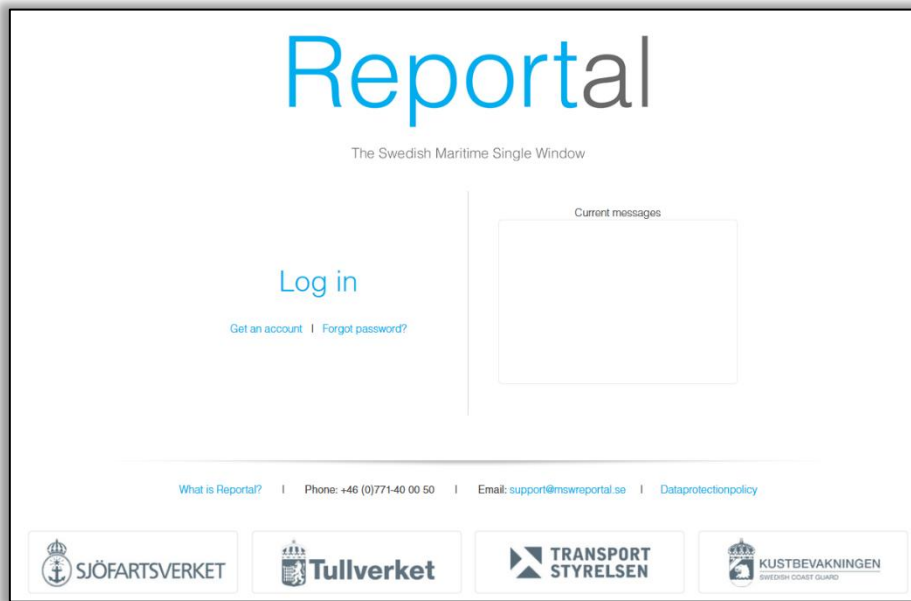 Reportal
The Swedish Maritime Single Window
Log in
Get an account | Forgot password?
Current messages
What is Reportal? | Phone: +46 (0)771-40 00 50 | Email: support@mswreportal.se | Dataprotectionpolicy
SJÖFARTSVERKET
Tullverket
TRANSPORT
STYRELSEN
KUSTBEVAKNINGEN
SWEDISH COAST GUARD